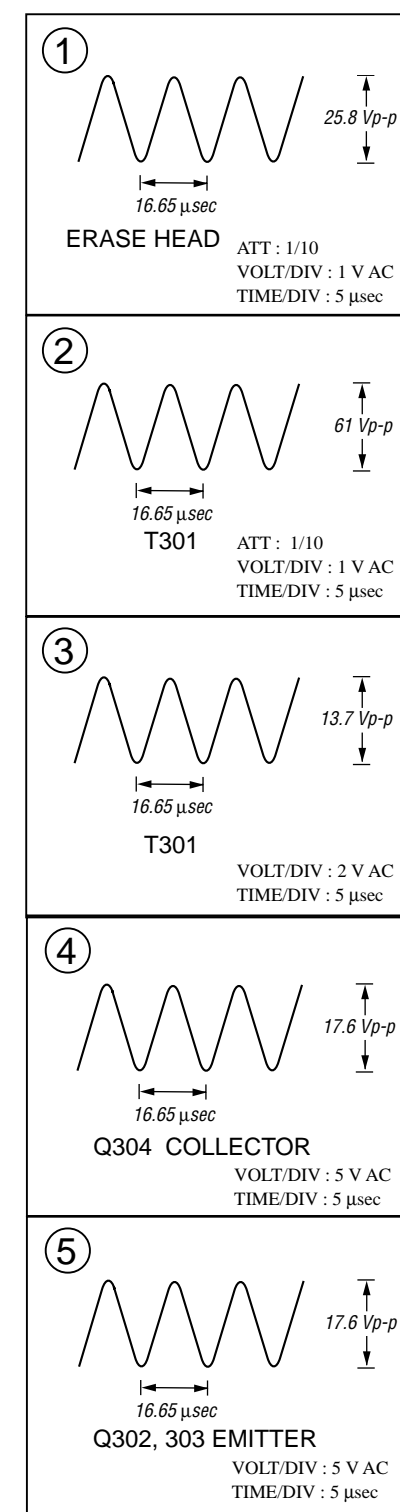 1
25.8 Vp-p
16.65 µsec
ERASE HEAD
ATT : 1/10
VOLT/DIV : 1 V AC
TIME/DIV : 5 µsec
2
61 Vp-p
16.65 µsec
T301
ATT : 1/10
VOLT/DIV : 1 V AC
TIME/DIV : 5 µsec
3
13.7 Vp-p
16.65 µsec
T301
VOLT/DIV : 2 V AC
TIME/DIV : 5 µsec
4
17.6 Vp-p
16.65 µsec
Q304 COLLECTOR
VOLT/DIV : 5 V AC
TIME/DIV : 5 µsec
5
17.6 Vp-p
16.65 µsec
Q302, 303 EMITTER
VOLT/DIV : 5 V AC
TIME/DIV : 5 µsec